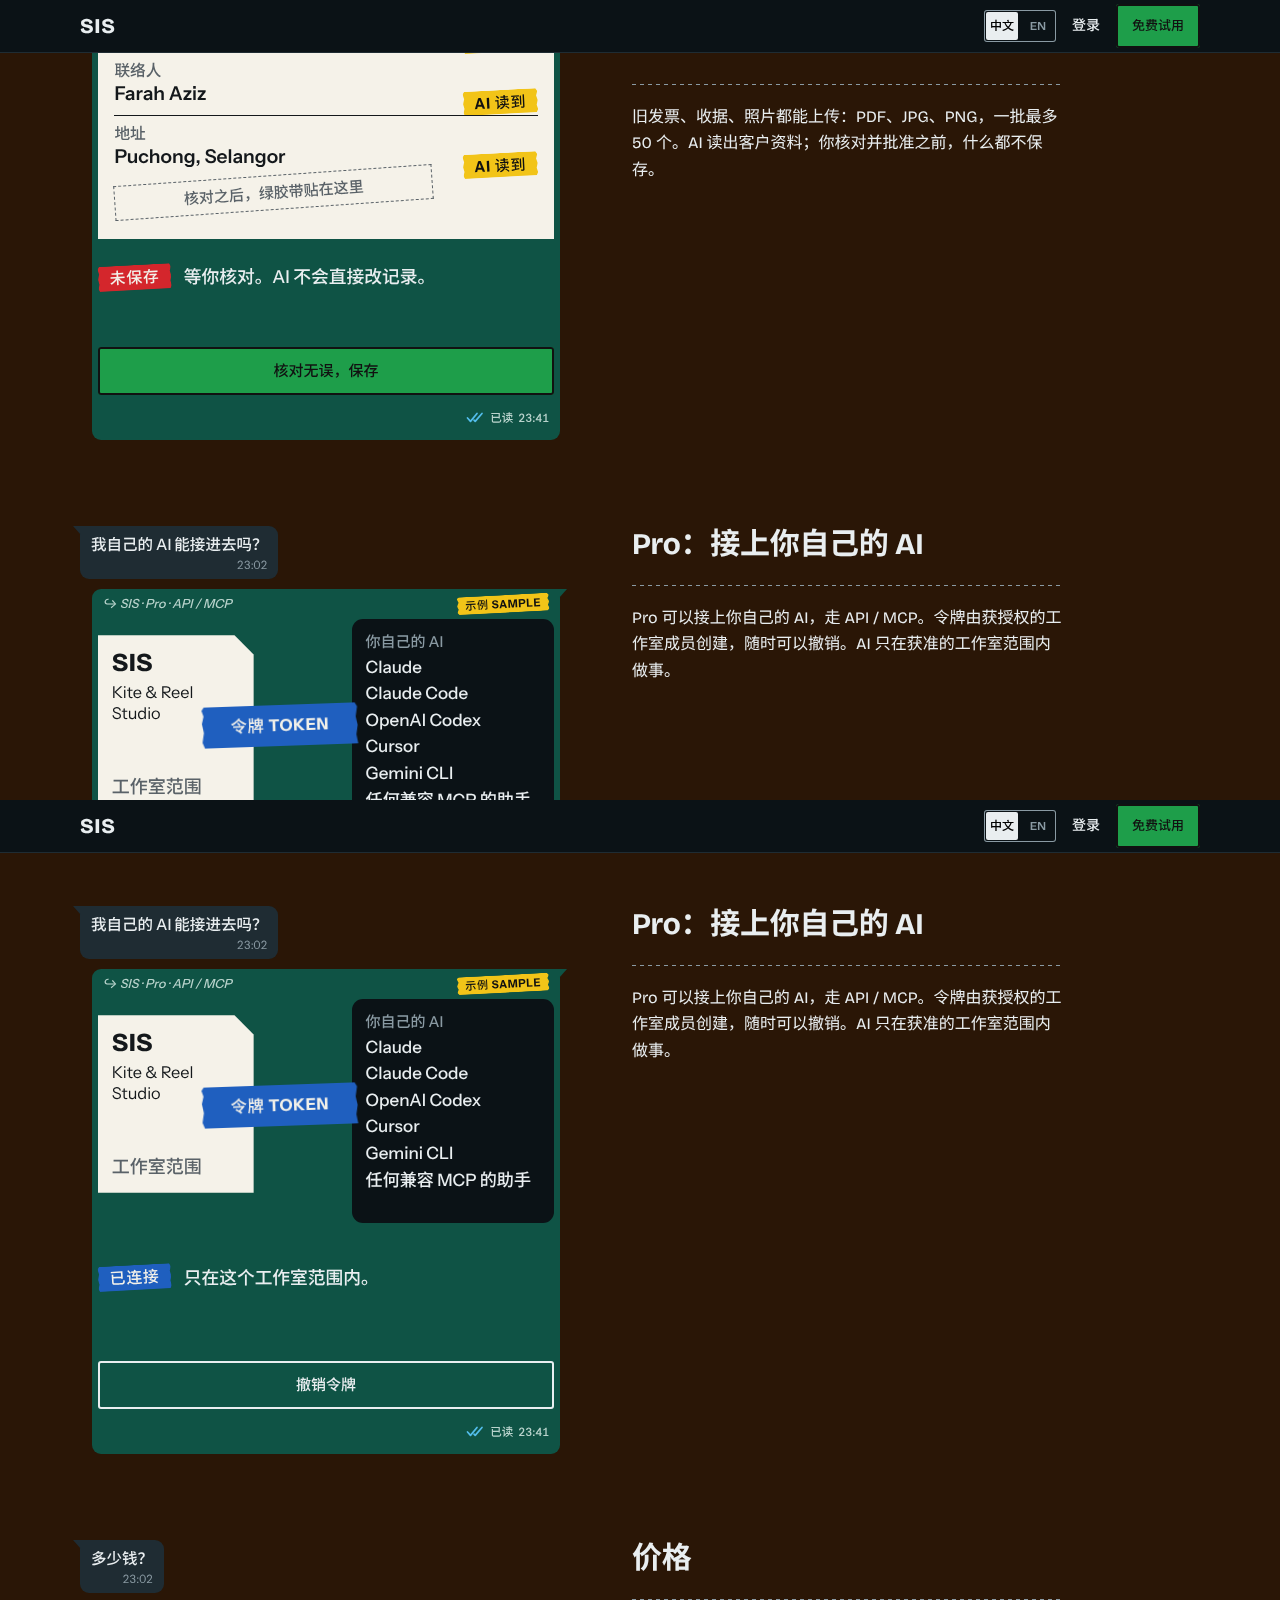 SIS
中文 EN 登录 免费试用
联络人
Farah Aziz
AI 读到
地址
Puchong, Selangor
AI 读到
核对之后，绿胶带贴在这里
未保存 等你核对。AI 不会直接改记录。
核对无误，保存
已读 23:41
旧发票、收据、照片都能上传：PDF、JPG、PNG，一批最多
50 个。AI 读出客户资料；你核对并批准之前，什么都不保
存。
我自己的 AI 能接进去吗？
23:02
↪ SIS · Pro · API / MCP
示例 SAMPLE
SIS
Kite & Reel
Studio
工作室范围
令牌 TOKEN
你自己的 AI
Claude
Claude Code
OpenAI Codex
Cursor
Gemini CLI
任何兼容 MCP 的助手
Pro：接上你自己的 AI
Pro 可以接上你自己的 AI，走 API / MCP。令牌由获授权的工
作室成员创建，随时可以撤销。AI 只在获准的工作室范围内
做事。
SIS
中文 EN 登录 免费试用
我自己的 AI 能接进去吗？
23:02
↪ SIS · Pro · API / MCP
示例 SAMPLE
SIS
Kite & Reel
Studio
工作室范围
令牌 TOKEN
你自己的 AI
Claude
Claude Code
OpenAI Codex
Cursor
Gemini CLI
任何兼容 MCP 的助手
已连接 只在这个工作室范围内。
撤销令牌
已读 23:41
Pro：接上你自己的 AI
Pro 可以接上你自己的 AI，走 API / MCP。令牌由获授权的工
作室成员创建，随时可以撤销。AI 只在获准的工作室范围内
做事。
多少钱？
23:02
价格